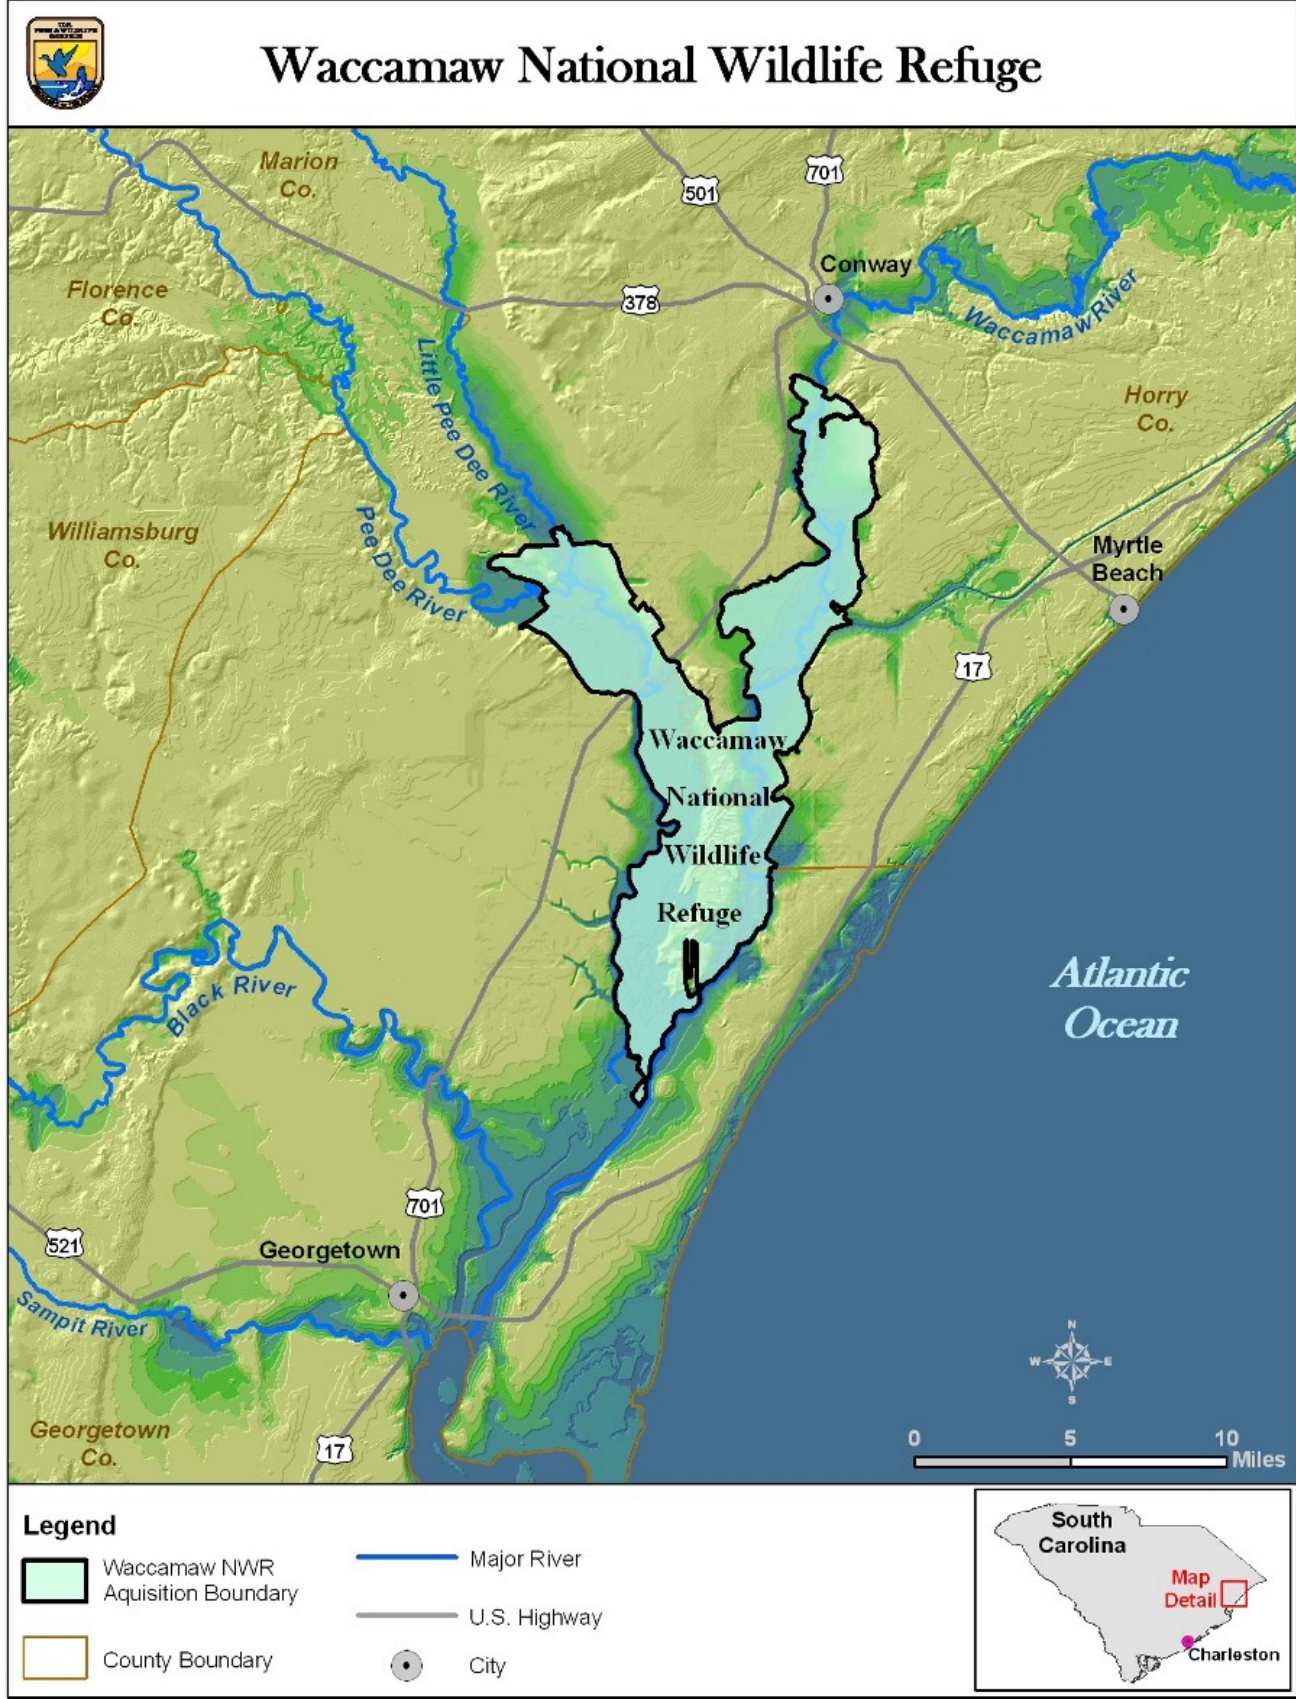 U.S.
FISH & WILDLIFE
SERVICE
Waccamaw National Wildlife Refuge
Marion
Co.
501
701
Conway
Florence
Co.
378
Waccamaw River
Little Pee Dee River
Horry
Co.
Williamsburg
Co.
Pee Dee River
Myrtle
Beach
17
Waccamaw
National
Wildlife
Refuge
Black River
Atlantic
Ocean
701
521
Georgetown
Sampit River
N
W
E
S
Georgetown
Co.
17
0 5 10
Miles
Legend
Waccamaw NWR
Aquisition Boundary
County Boundary
Major River
U.S. Highway
City
South
Carolina
Map
Detail
Charleston